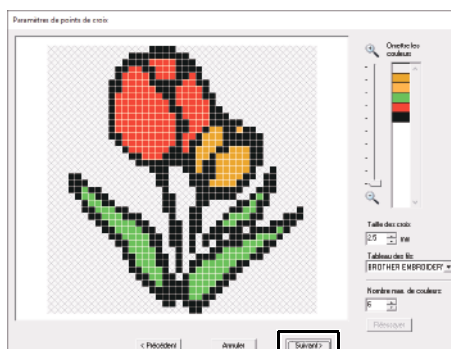 Paramètres de points de croix
Omettre les
couleurs
Taille des croix
2.5 mm
Tableau des fils
BROTHER EMBROIDERY
Nombre max. de couleurs
6
Réessayer
< Précédent Annuler Suivant >